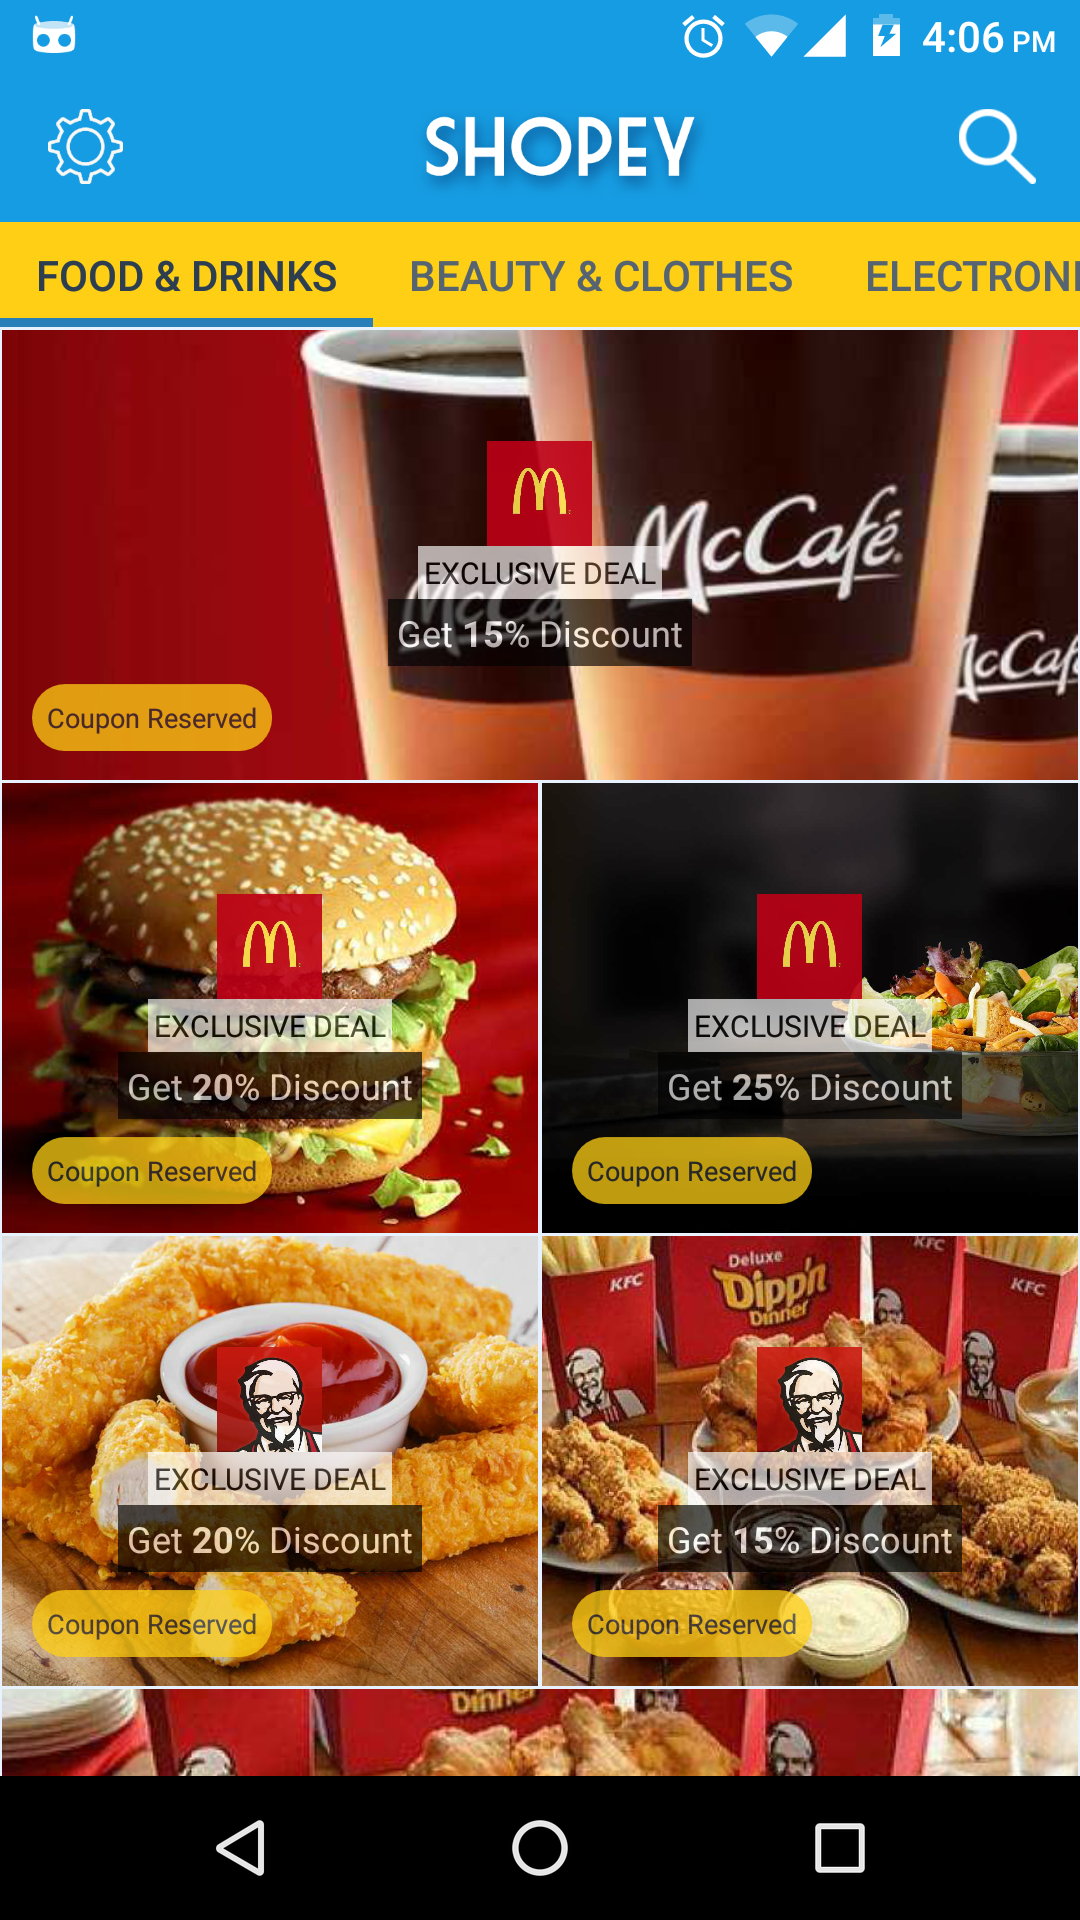 4:06 PM
SHOPEY
FOOD & DRINKS BEAUTY & CLOTHES ELECTRONI
McCafé
McCafé
EXCLUSIVE DEAL
Get 15% Discount
Coupon Reserved
EXCLUSIVE DEAL
Get 20% Discount
Coupon Reserved
EXCLUSIVE DEAL
Get 25% Discount
Coupon Reserved
EXCLUSIVE DEAL
Get 20% Discount
Coupon Reserved
KFC
Deluxe
Dipp'n
Dinner
KFC
KFC
EXCLUSIVE DEAL
Get 15% Discount
Coupon Reserved
Dinner